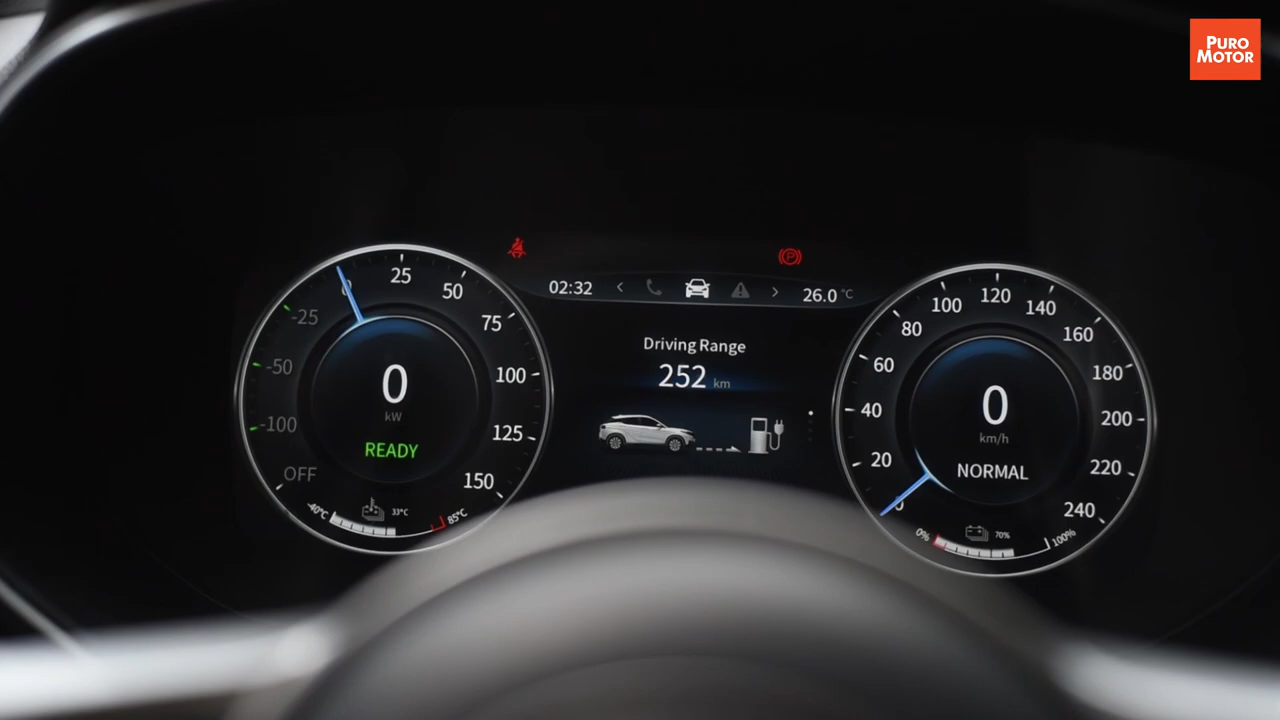 PURO
MOTOR
02:32
26.0 °C
Driving Range
252 km
25
50
75
100
125
150
0
-25
-50
-100
OFF
0
kW
READY
-40°C
33°C
85°C
0
20
40
60
80
100
120
140
160
180
200
220
240
0
km/h
NORMAL
0%
70%
100%
P